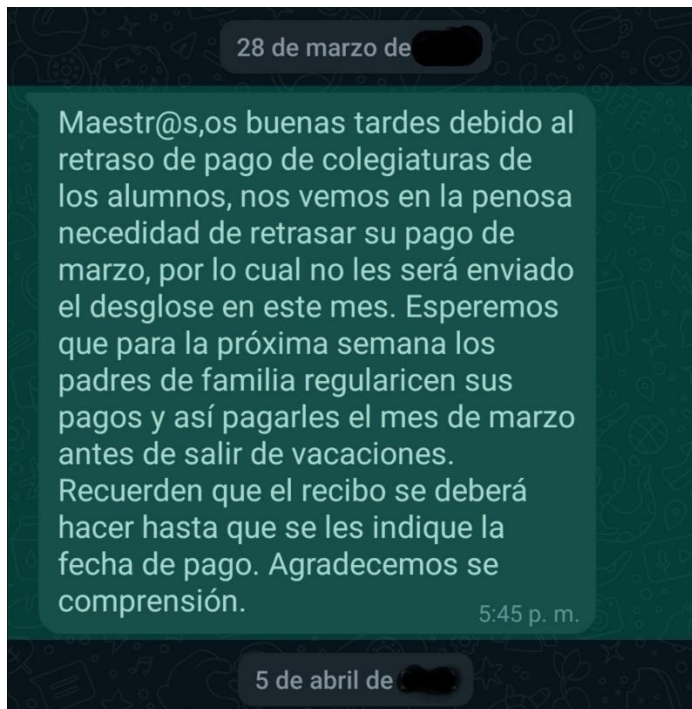 28 de marzo de
Maestr@s,os buenas tardes debido al
retraso de pago de colegiaturas de
los alumnos, nos vemos en la penosa
necedidad de retrasar su pago de
marzo, por lo cual no les será enviado
el desglose en este mes. Esperemos
que para la próxima semana los
padres de familia regularicen sus
pagos y así pagarles el mes de marzo
antes de salir de vacaciones.
Recuerden que el recibo se deberá
hacer hasta que se les indique la
fecha de pago. Agradecemos se
comprensión.
5:45 p. m.
5 de abril de